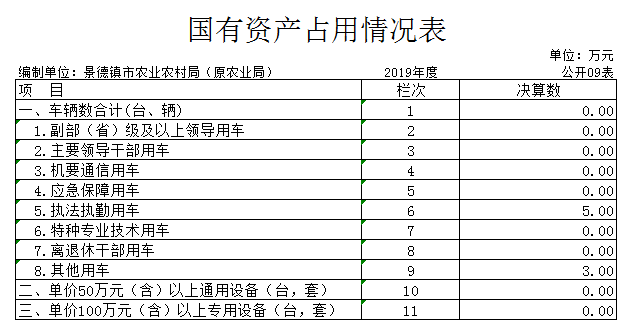 国有资产占用情况表
单位：万元
编制单位：景德镇市农业农村局（原农业局） 2019年度 公开09表
项 目 栏次 决算数
一、车辆数合计(台、辆) 1 0.00
1.副部（省）级及以上领导用车 2 0.00
2.主要领导干部用车 3 0.00
3.机要通信用车 4 0.00
4.应急保障用车 5 0.00
5.执法执勤用车 6 5.00
6.特种专业技术用车 7 0.00
7.离退休干部用车 8 0.00
8.其他用车 9 3.00
二、单价50万元（含）以上通用设备（台，套） 10 0.00
三、单价100万元（含）以上专用设备（台，套） 11 0.00